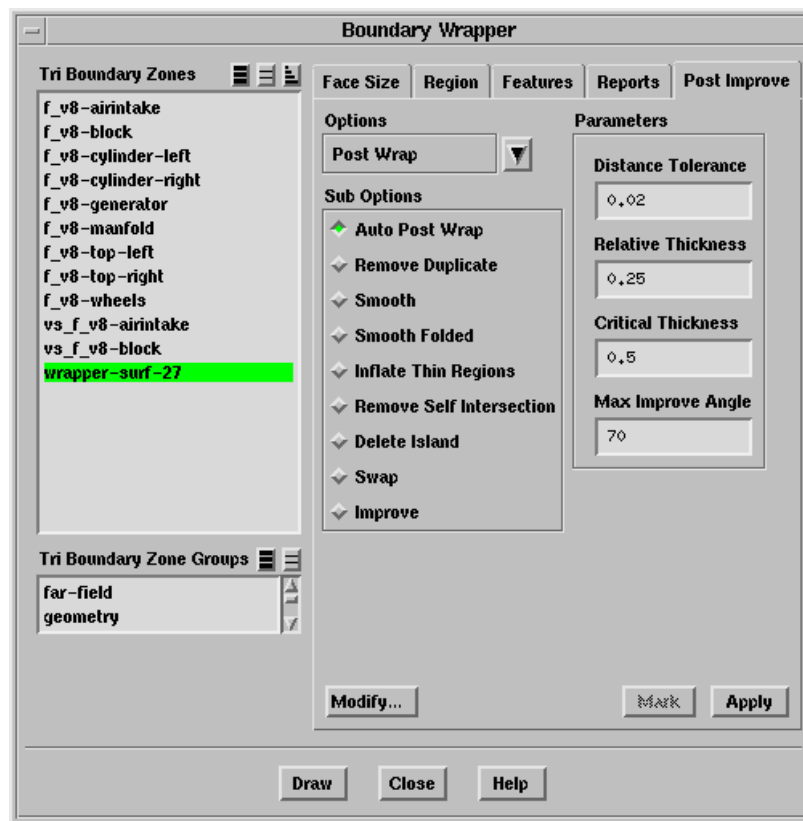 Boundary Wrapper
Tri Boundary Zones
f_v8-airintake
f_v8-block
f_v8-cylinder-left
f_v8-cylinder-right
f_v8-generator
f_v8-manfold
f_v8-top-left
f_v8-top-right
f_v8-wheels
vs_f_v8-airintake
vs_f_v8-block
wrapper-surf-27
Tri Boundary Zone Groups
far-field
geometry
Face Size Region Features Reports Post Improve
Options
Post Wrap
Sub Options
Auto Post Wrap
Remove Duplicate
Smooth
Smooth Folded
Inflate Thin Regions
Remove Self Intersection
Delete Island
Swap
Improve
Parameters
Distance Tolerance
0.02
Relative Thickness
0.25
Critical Thickness
0.5
Max Improve Angle
70
Modify... Mark Apply
Draw Close Help